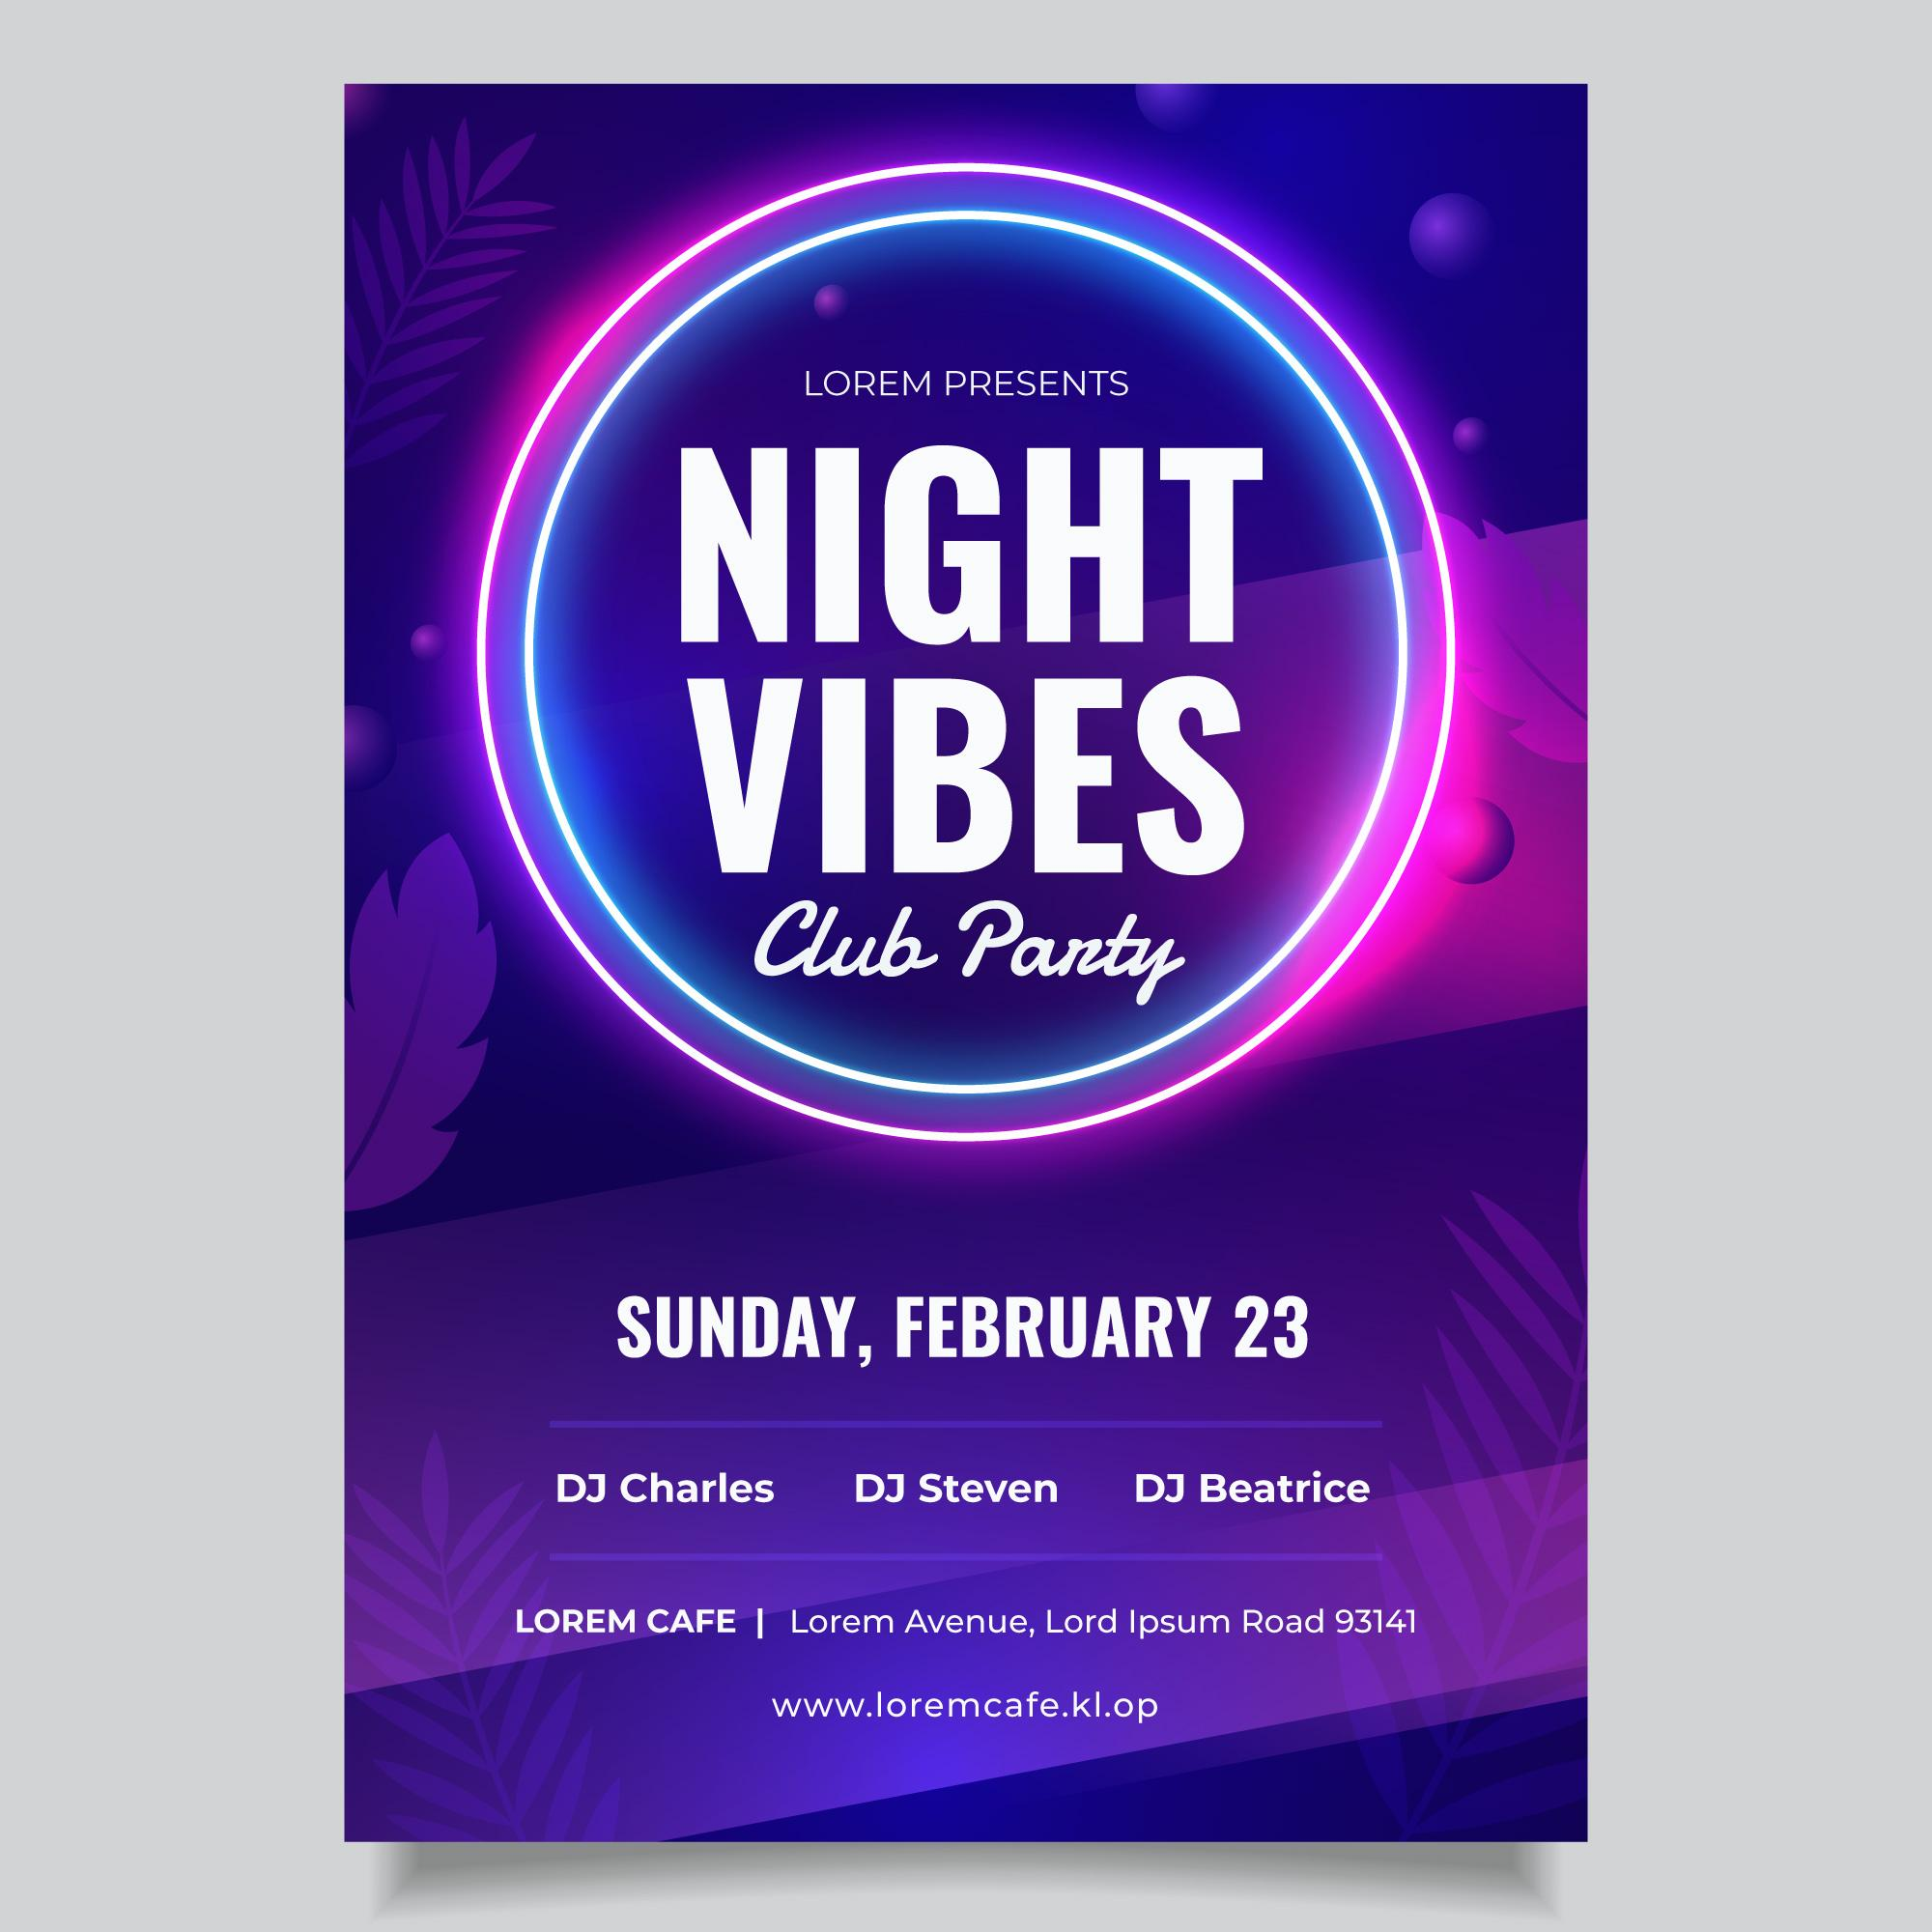 LOREM PRESENTS
NIGHT
VIBES
Club Party
SUNDAY, FEBRUARY 23
DJ Charles DJ Steven DJ Beatrice
LOREM CAFE | Lorem Avenue, Lord Ipsum Road 93141
www.loremcafe.kl.op